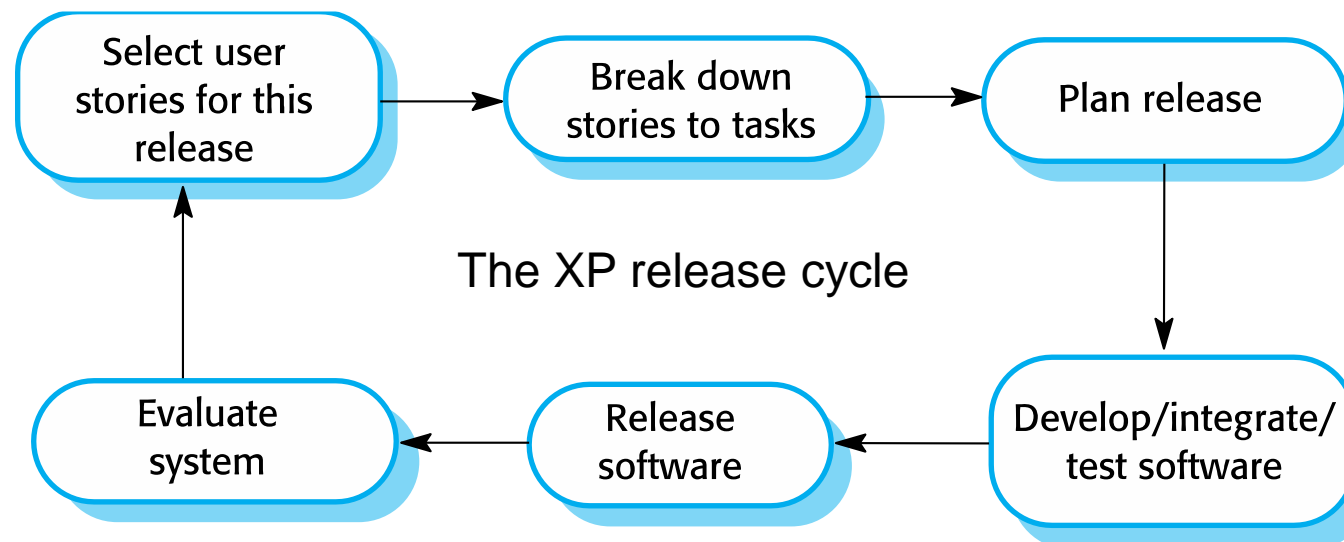 Select user
stories for this
release
Break down
stories to tasks
Plan release
The XP release cycle
Evaluate
system
Release
software
Develop/integrate/
test software